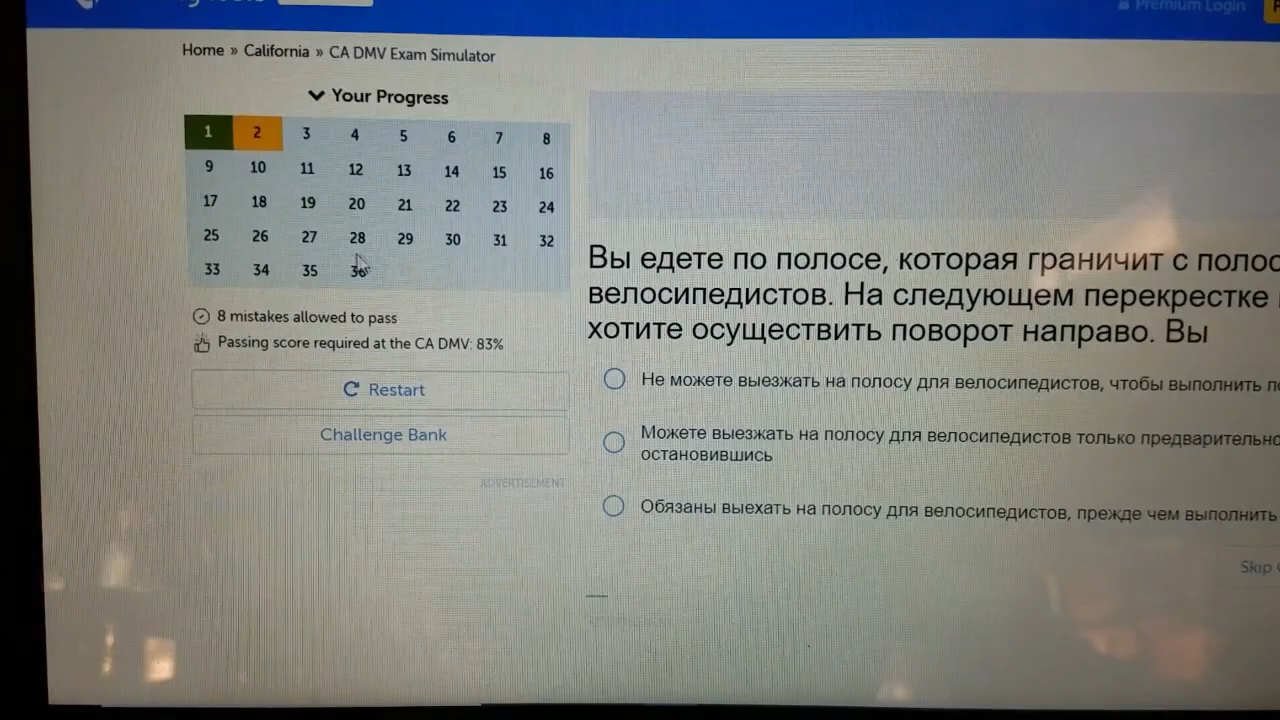 Premium Login
Home » California » CA DMV Exam Simulator
Your Progress
1 2 3 4 5 6 7 8
9 10 11 12 13 14 15 16
17 18 19 20 21 22 23 24
25 26 27 28 29 30 31 32
33 34 35 36
8 mistakes allowed to pass
Passing score required at the CA DMV: 83%
Restart
Challenge Bank
ADVERTISEMENT
Вы едете по полосе, которая граничит с
велосипедистов. На следующем перекрестке
хотите осуществить поворот направо. Вы
Не можете выезжать на полосу для велосипедистов, чтобы выполнить
Можете выезжать на полосу для велосипедистов только
остановившись
Обязаны выехать на полосу для велосипедистов, прежде чем выполнить
Skip
ADVERTISEMENT